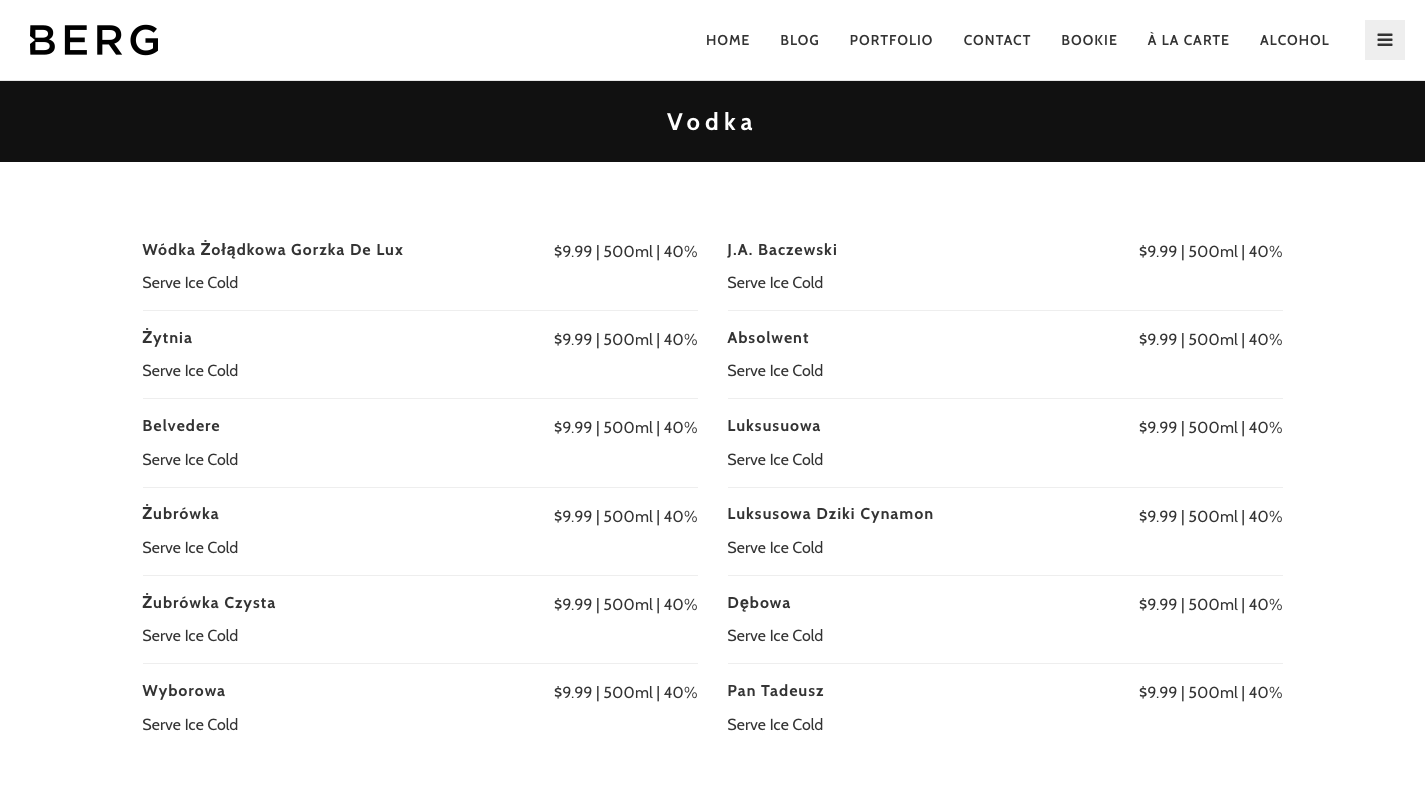 BERG
HOME BLOG PORTFOLIO CONTACT BOOKIE À LA CARTE ALCOHOL
Vodka
Wódka Żołądkowa Gorzka De Lux $9.99 | 500ml | 40%
Serve Ice Cold
Żytnia $9.99 | 500ml | 40%
Serve Ice Cold
Belvedere $9.99 | 500ml | 40%
Serve Ice Cold
Żubrówka $9.99 | 500ml | 40%
Serve Ice Cold
Żubrówka Czysta $9.99 | 500ml | 40%
Serve Ice Cold
Wyborowa $9.99 | 500ml | 40%
Serve Ice Cold
J.A. Baczewski $9.99 | 500ml | 40%
Serve Ice Cold
Absolwent $9.99 | 500ml | 40%
Serve Ice Cold
Luksusuowa $9.99 | 500ml | 40%
Serve Ice Cold
Luksusowa Dziki Cynamon $9.99 | 500ml | 40%
Serve Ice Cold
Dębowa $9.99 | 500ml | 40%
Serve Ice Cold
Pan Tadeusz $9.99 | 500ml | 40%
Serve Ice Cold